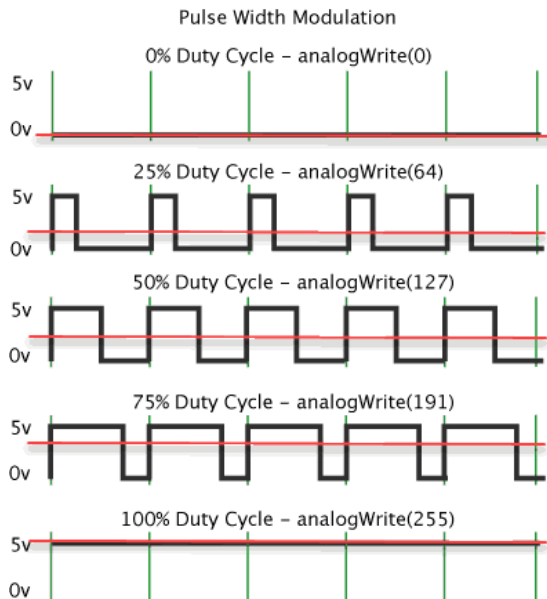 Pulse Width Modulation
0% Duty Cycle – analogWrite(0)
5v
0v
25% Duty Cycle – analogWrite(64)
5v
0v
50% Duty Cycle – analogWrite(127)
5v
0v
75% Duty Cycle – analogWrite(191)
5v
0v
100% Duty Cycle – analogWrite(255)
5v
0v